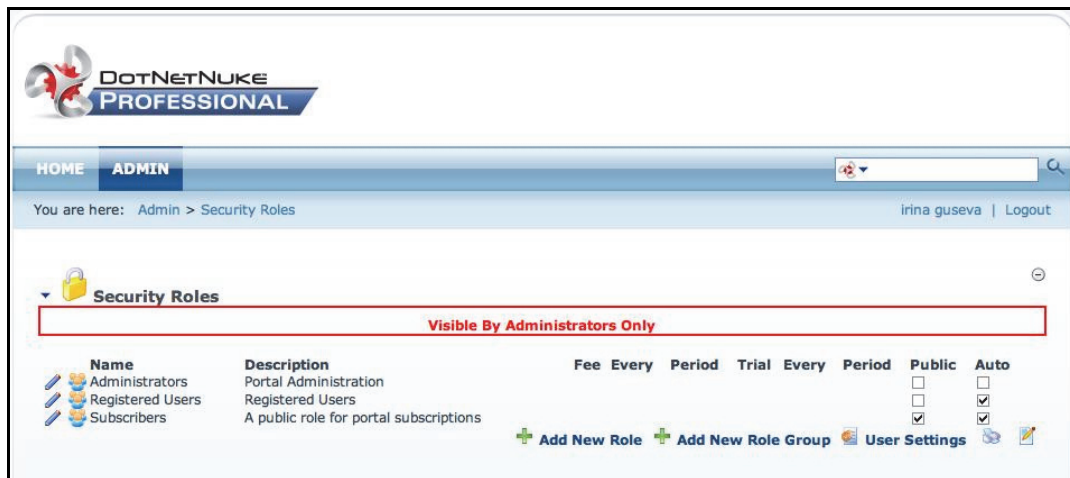 DOTNETNUKE
PROFESSIONAL
HOME ADMIN
You are here: Admin > Security Roles irina guseva | Logout
Security Roles
Visible By Administrators Only
Name Description Fee Every Period Trial Every Period Public Auto
Administrators Portal Administration
Registered Users Registered Users
Subscribers A public role for portal subscriptions
Add New Role Add New Role Group User Settings